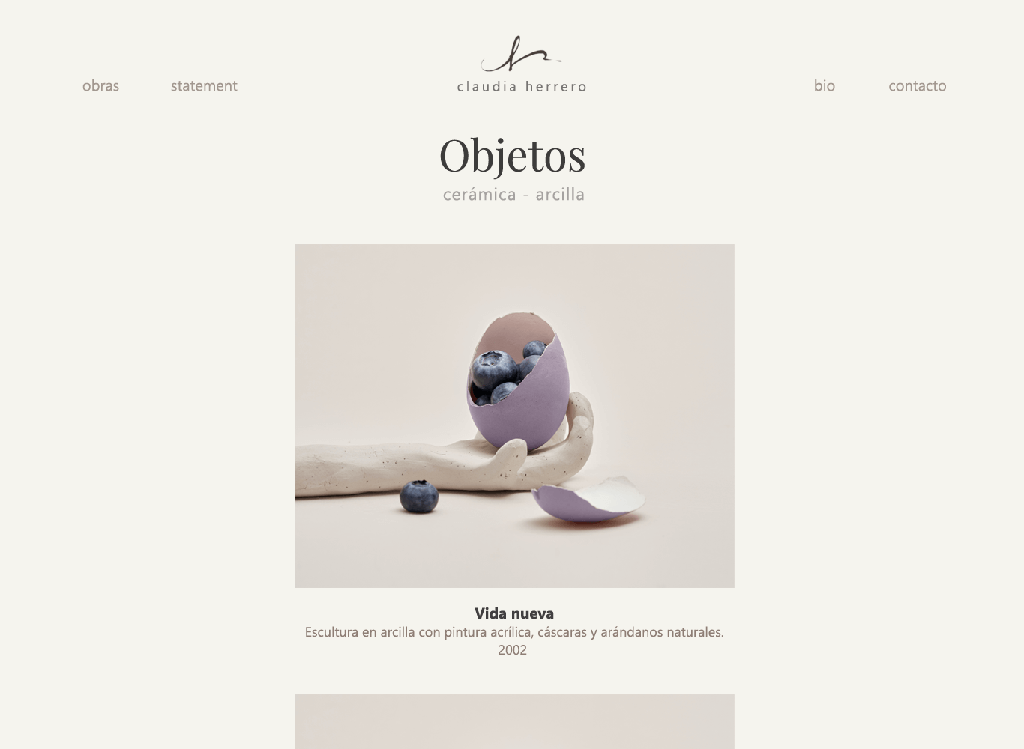 obras
statement
claudia herrero
bio
contacto
Objetos
cerámica - arcilla
Vida nueva
Escultura en arcilla con pintura acrílica, cáscaras y arándanos naturales.
2002